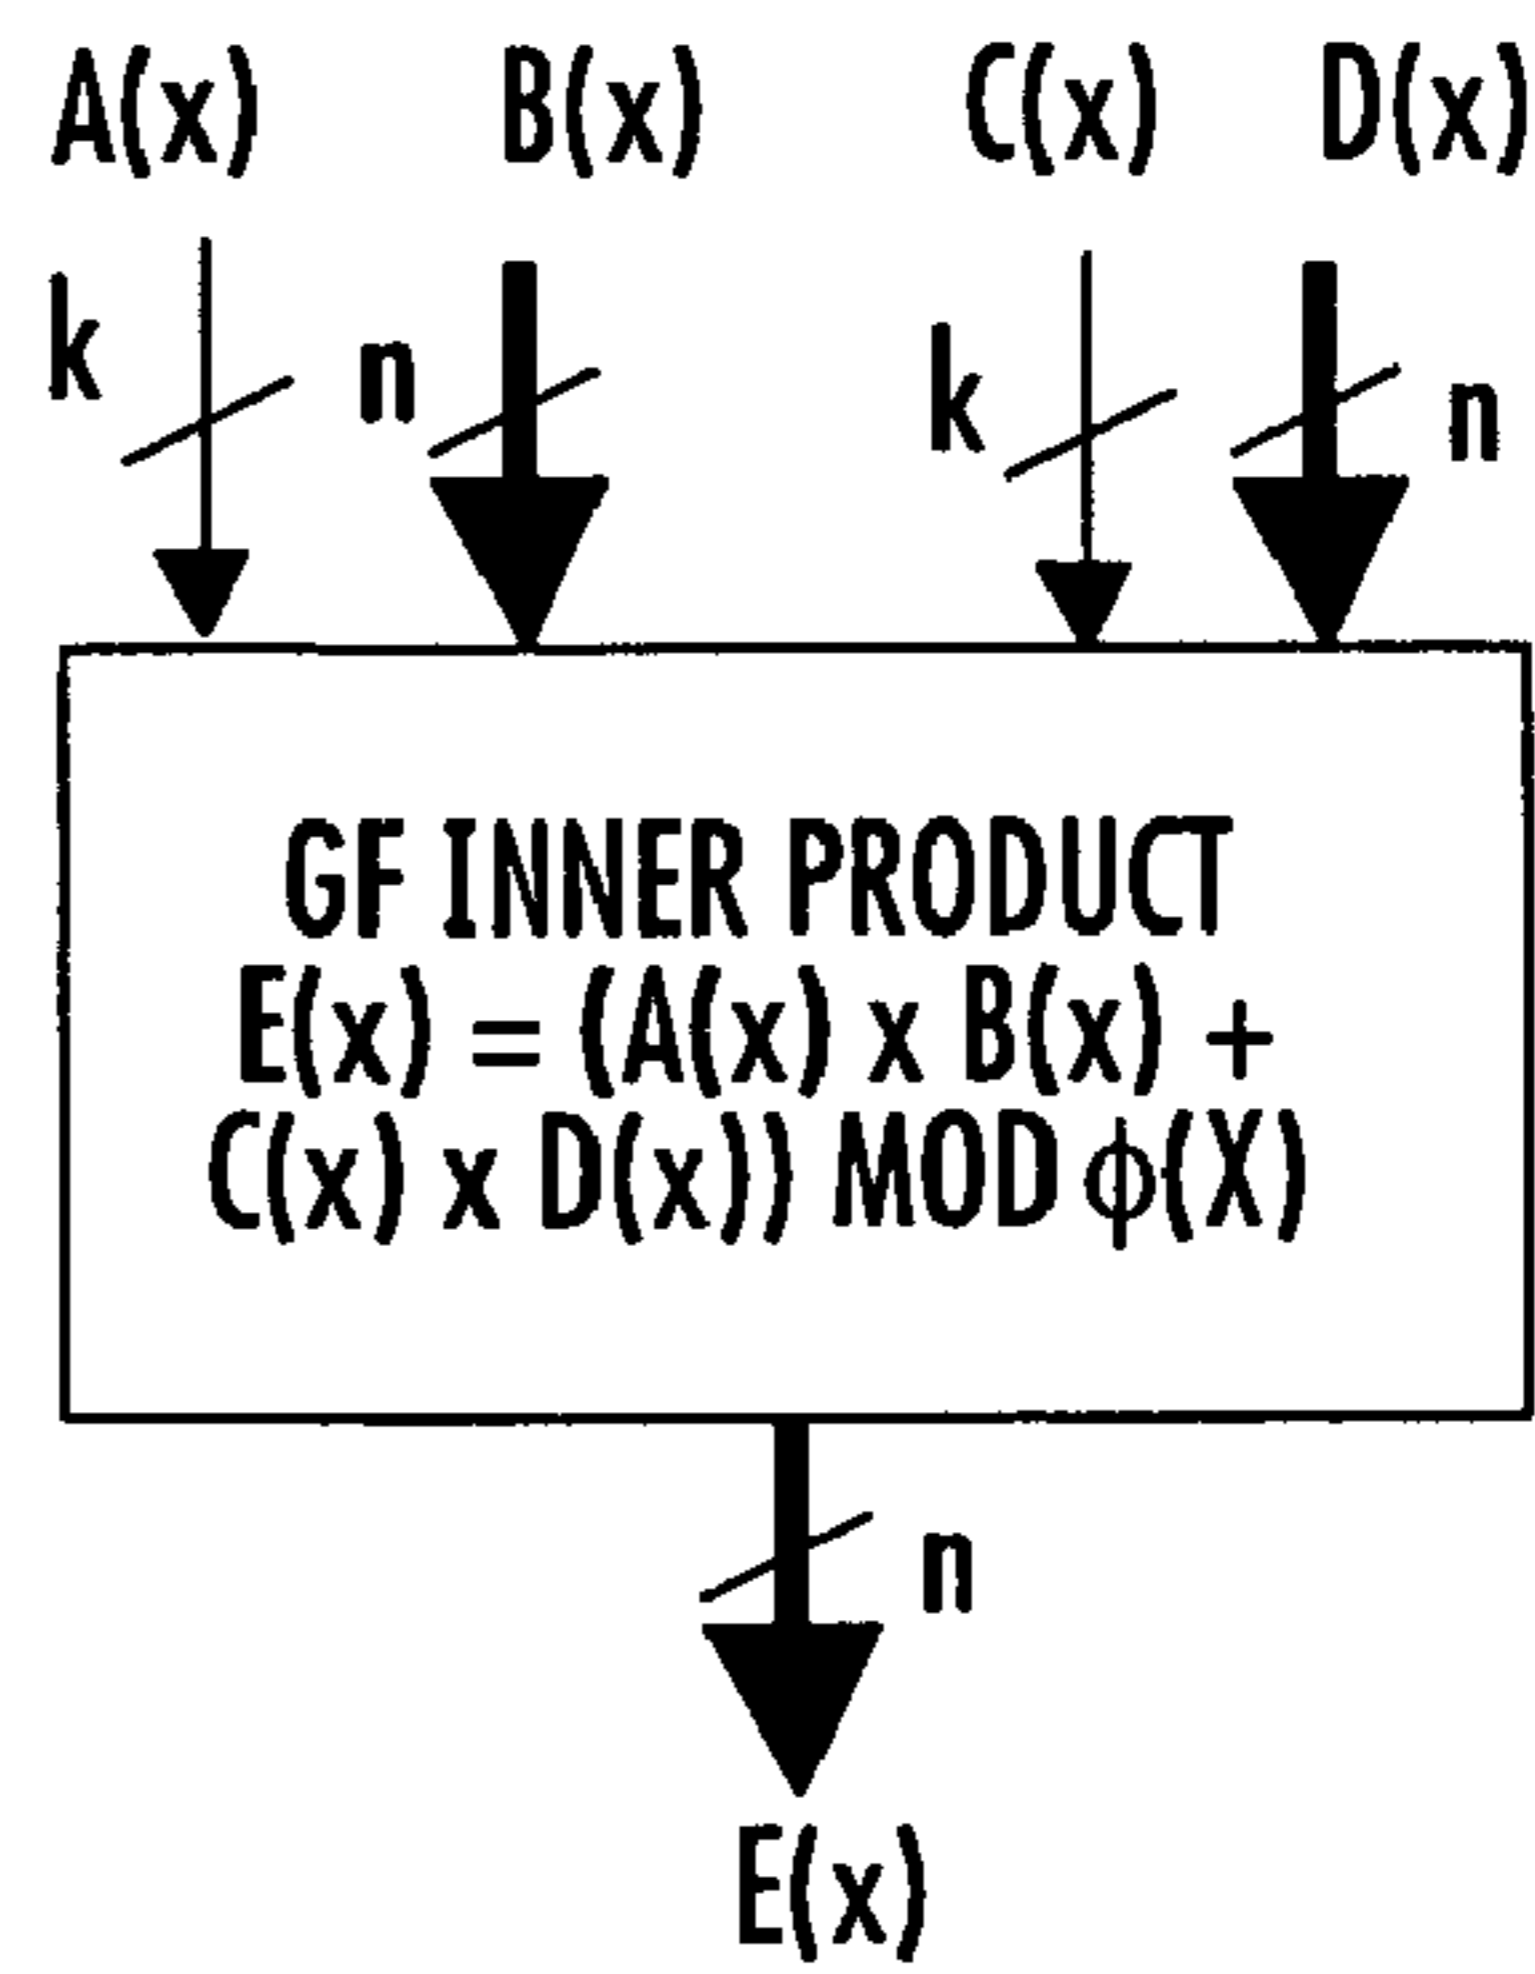 A(x) B(x) C(x) D(x)
k n k n
GF INNER PRODUCT
E(x) = (A(x) x B(x) +
C(x) x D(x)) MOD ϕ(X)
n
E(x)